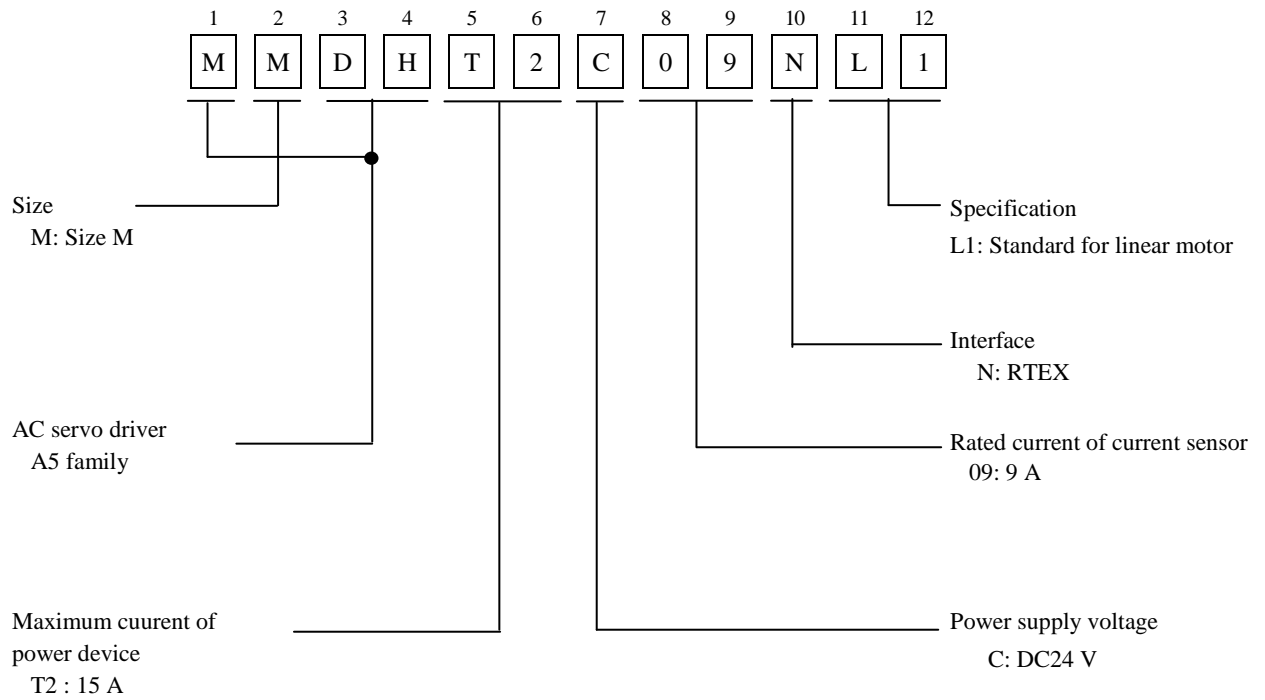 1 2 3 4 5 6 7 8 9 10 11 12
M M D H T 2 C 0 9 N L 1
Size
M: Size M
AC servo driver
A5 family
Maximum cuurent of
power device
T2 : 15 A
Specification
L1: Standard for linear motor
Interface
N: RTEX
Rated current of current sensor
09: 9 A
Power supply voltage
C: DC24 V